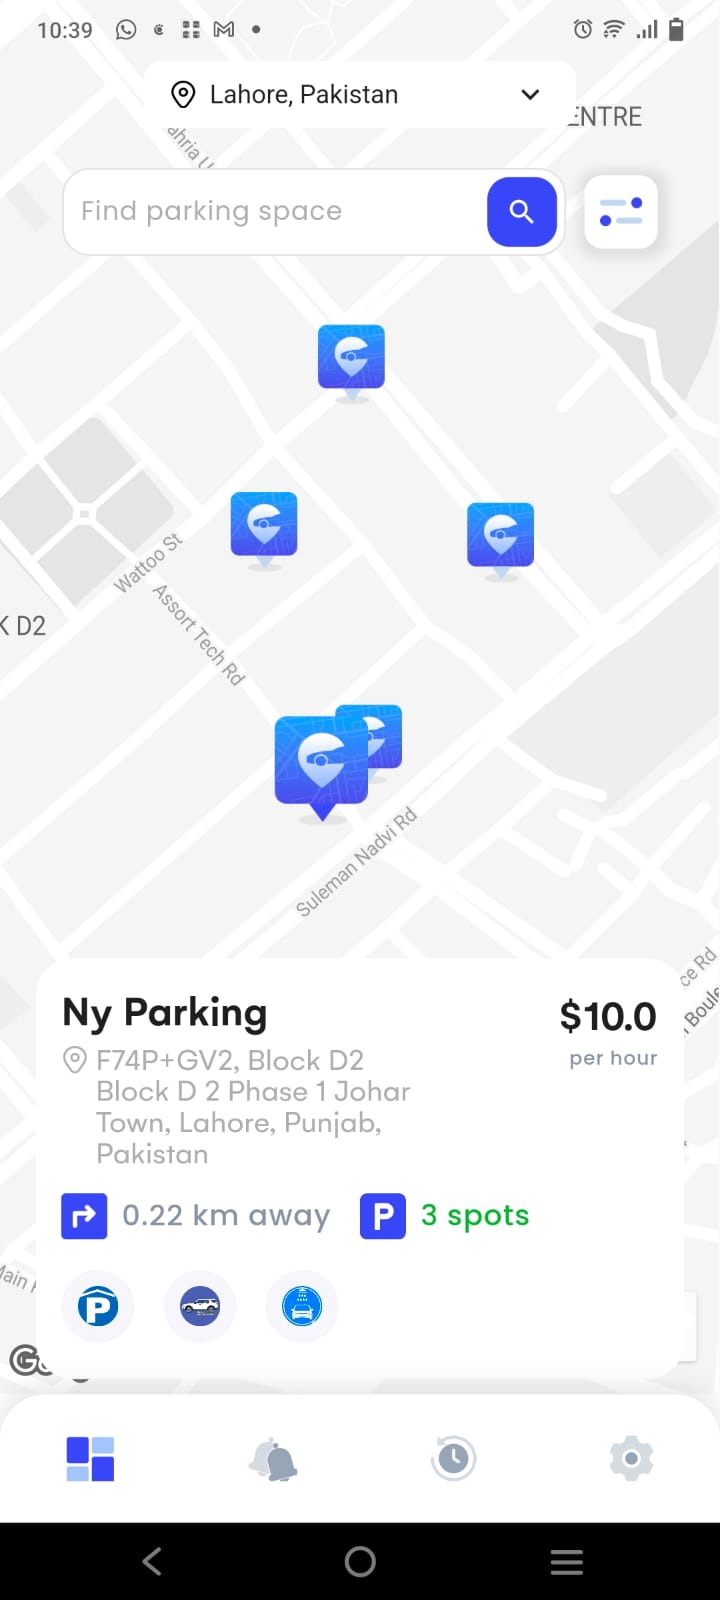 10:39
Lahore, Pakistan
ENTRE
Find parking space
Wattoo St
K D2
Assort Tech Rd
Suleman Nadvi Rd
ce Rd
Boule
Ny Parking
$10.0
per hour
F74P+GV2, Block D2
Block D 2 Phase 1 Johar
Town, Lahore, Punjab,
Pakistan
0.22 km away
P
3 spots
P
Main